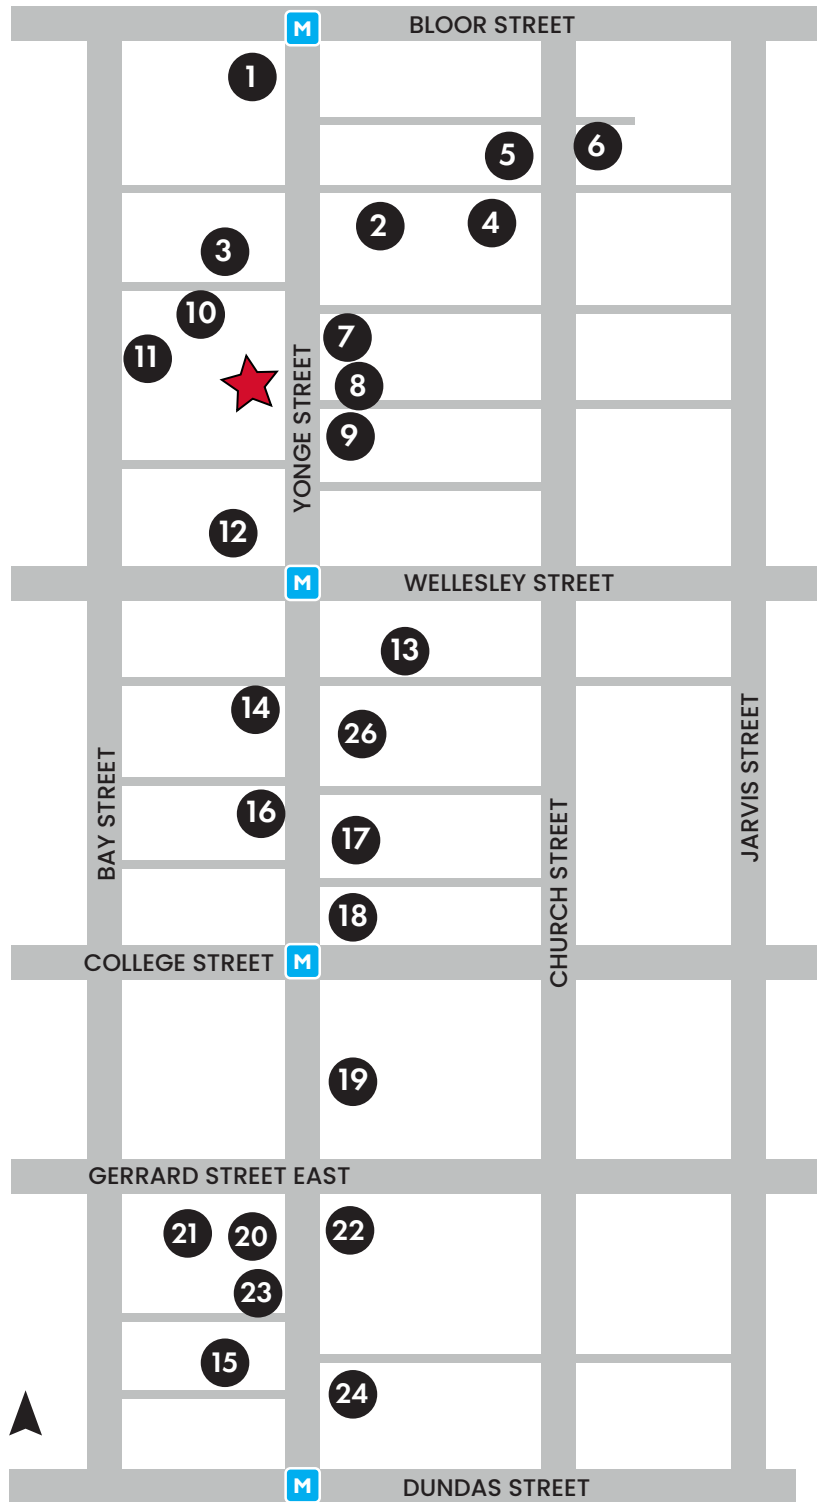 M
BLOOR STREET
1
6
5
2
4
3
10
7
11
8
YONGE STREET
9
12
M
WELLESLEY STREET
13
14
26
JARVIS STREET
BAY STREET
16
17
CHURCH STREET
18
COLLEGE STREET
M
19
GERRARD STREET EAST
21
20
22
23
15
24
M
DUNDAS STREET